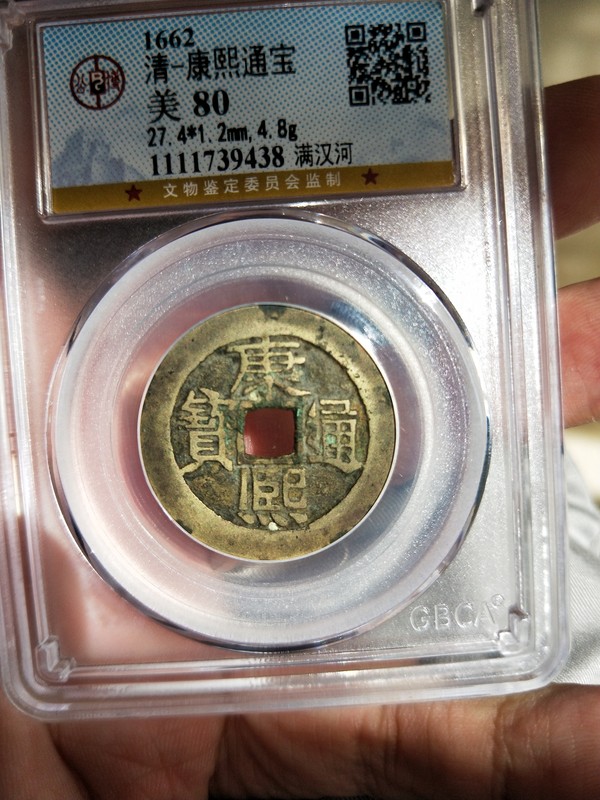 1662
清-康熙通宝
美 80
27.4*1.2mm,4.8g
1111739438 满汉河
★ 文物鉴定委员会监制 ★
康
寶 通
熙
GBCA